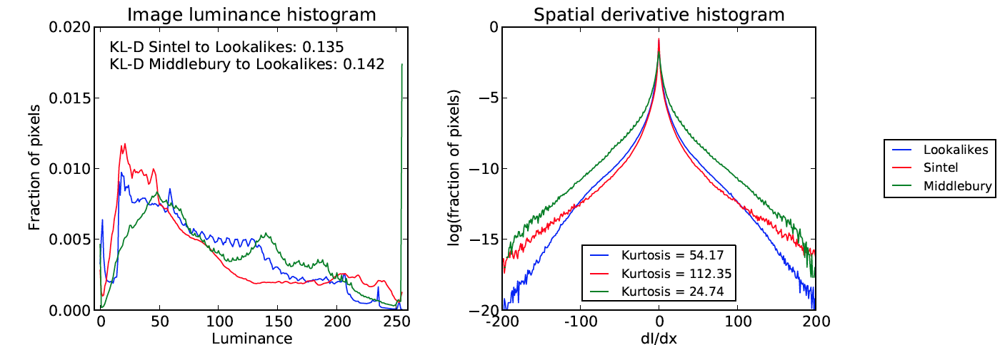 Image luminance histogram
KL-D Sintel to Lookalikes: 0.135
KL-D Middlebury to Lookalikes: 0.142
Fraction of pixels
0.020
0.015
0.010
0.005
0.000
0
50
100
150
200
250
Luminance
Spatial derivative histogram
log(fraction of pixels)
0
−5
−10
−15
−20
Kurtosis = 54.17
Kurtosis = 112.35
Kurtosis = 24.74
-200
-100
0
100
200
dI/dx
Lookalikes
Sintel
Middlebury